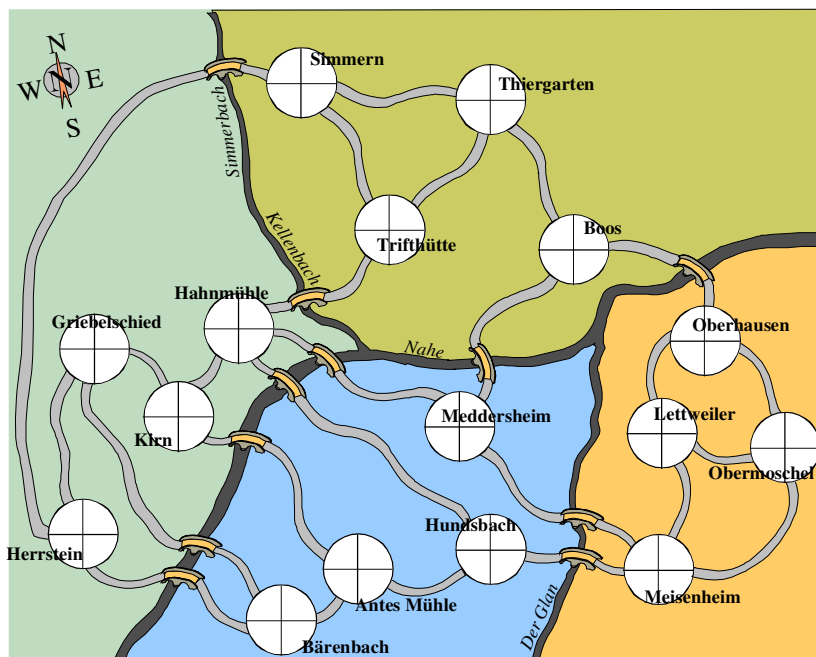 N
W N E
S
Simmern
Thiergarten
Simmerbach
Kellenbach
Trifthütte
Boos
Hahnmühle
Griebelschied
Oberhausen
Nahe
Kirn
Meddersheim
Lettweiler
Obermoschel
Hundsbach
Herrstein
Antes Mühle
Meisenheim
Der Glan
Bärenbach